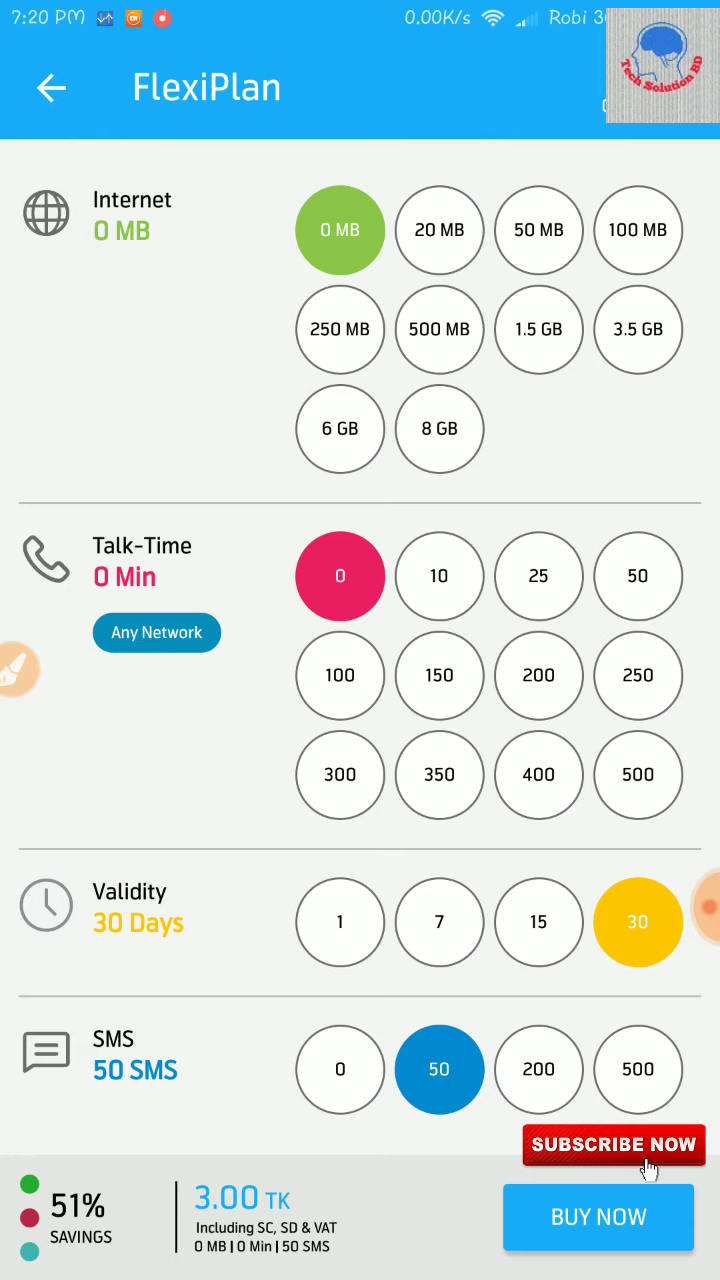 7:20 PM 0.00K/s Robi
Tech Solution BD
FlexiPlan
Internet
0 MB
0 MB 20 MB 50 MB 100 MB
250 MB 500 MB 1.5 GB 3.5 GB
6 GB 8 GB
Talk-Time
0 Min
Any Network
0 10 25 50
100 150 200 250
300 350 400 500
Validity
30 Days
1 7 15 30
SMS
50 SMS
0 50 200 500
SUBSCRIBE NOW
51%
SAVINGS
3.00 TK
Including SC, SD & VAT
0 MB | 0 Min | 50 SMS
BUY NOW